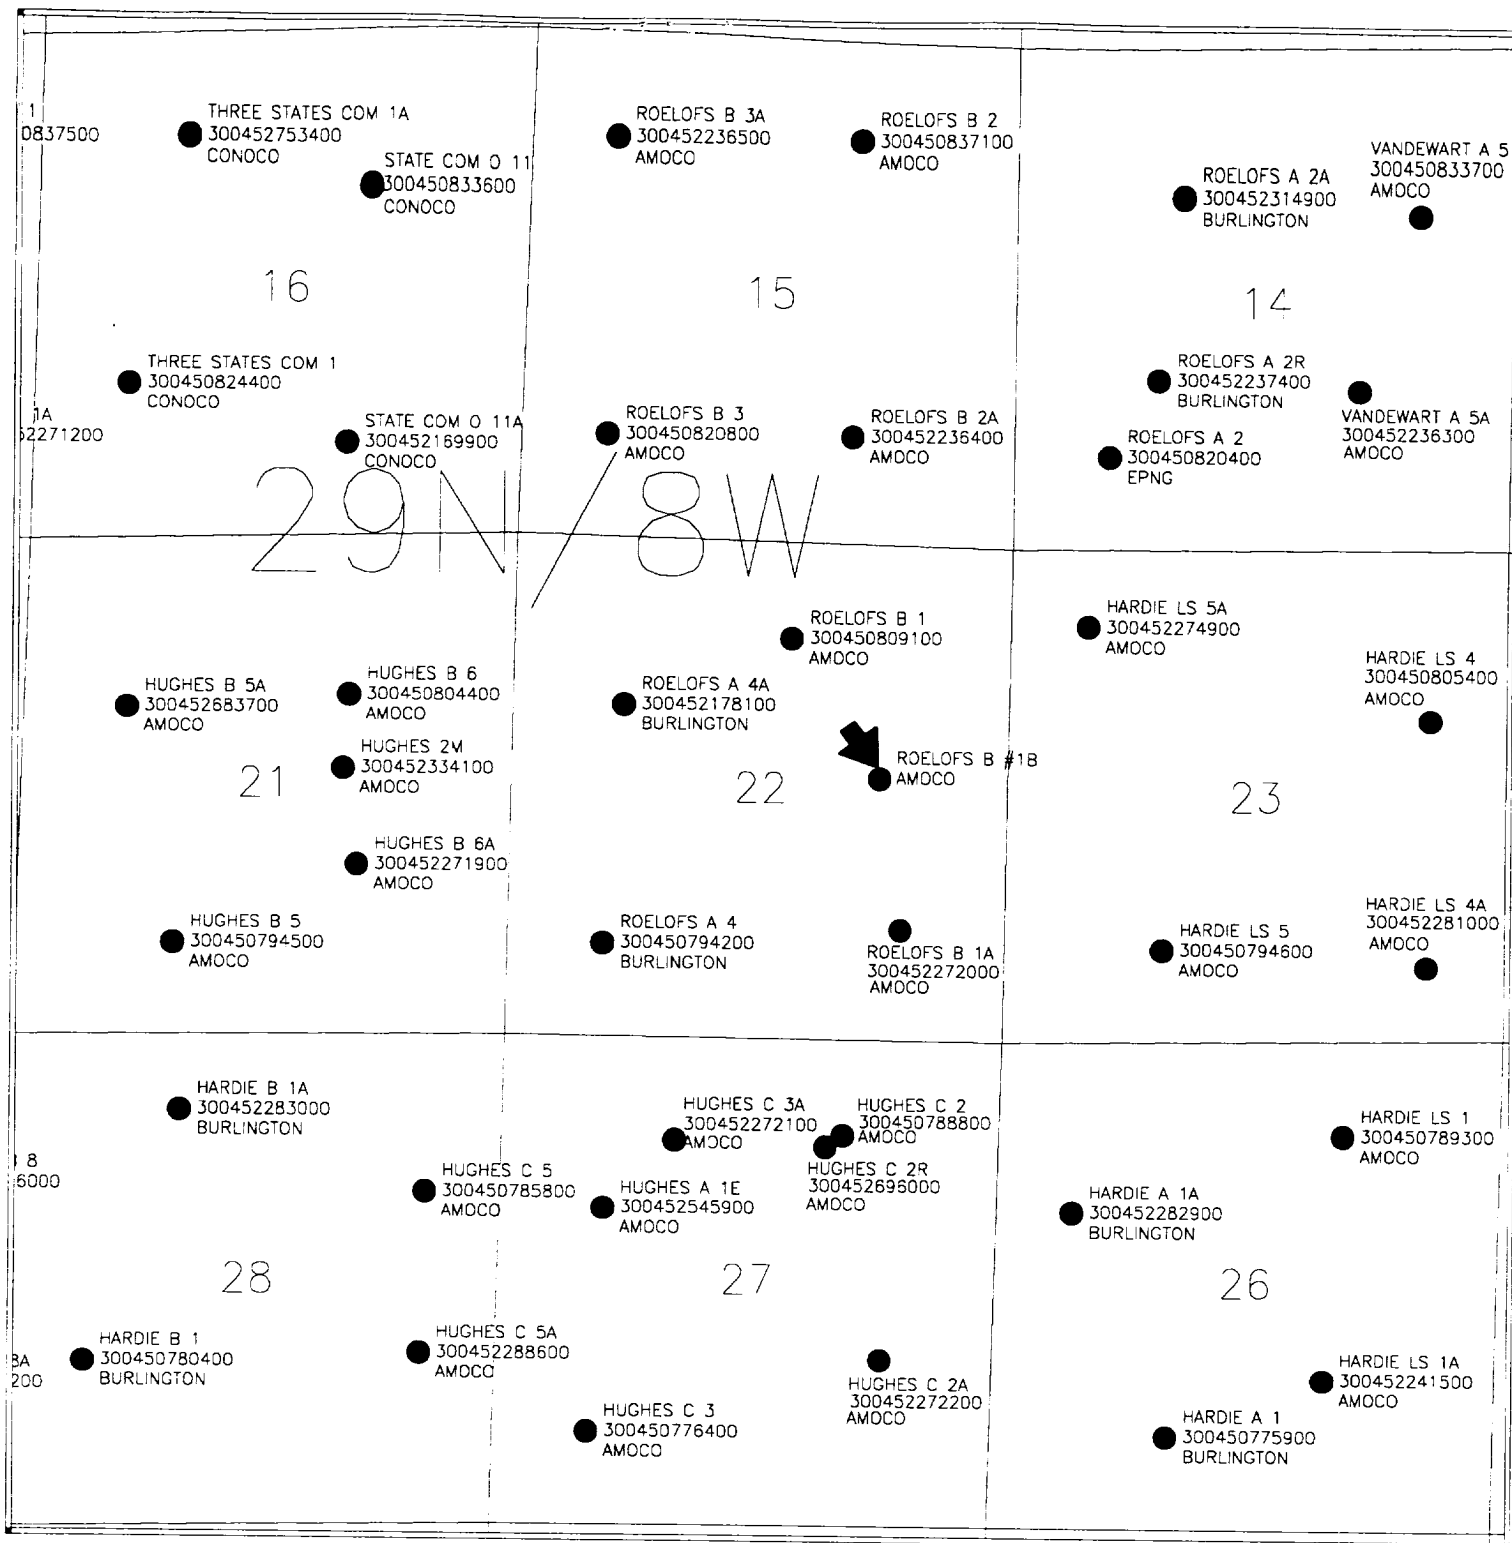 1
0837500
THREE STATES COM 1A
300452753400
CONOCO
STATE COM O 11
300450833600
CONOCO
16
THREE STATES COM 1
300450824400
CONOCO
1A
52271200
STATE COM O 11A
300452169900
CONOCO
ROELOFS B 3A
300452236500
AMOCO
ROELOFS B 2
300450837100
AMOCO
15
ROELOFS B 3
300450820800
AMOCO
ROELOFS B 2A
300452236400
AMOCO
ROELOFS A 2A
300452314900
BURLINGTON
VANDEWART A 5
300450833700
AMOCO
14
ROELOFS A 2R
300452237400
BURLINGTON
VANDEWART A 5A
300452236300
AMOCO
ROELOFS A 2
300450820400
EPNG
29N/8W
HUGHES B 5A
300452683700
AMOCO
HUGHES B 6
300450804400
AMOCO
HUGHES 2M
300452334100
AMOCO
21
HUGHES B 6A
300452271900
AMOCO
HUGHES B 5
300450794500
AMOCO
ROELOFS B 1
300450809100
AMOCO
ROELOFS A 4A
300452178100
BURLINGTON
ROELOFS B #1B
AMOCO
22
ROELOFS A 4
300450794200
BURLINGTON
ROELOFS B 1A
300452272000
AMOCO
HARDIE LS 5A
300452274900
AMOCO
HARDIE LS 4
300450805400
AMOCO
23
HARDIE LS 5
300450794600
AMOCO
HARDIE LS 4A
300452281000
AMOCO
HARDIE B 1A
300452283000
BURLINGTON
8
6000
HUGHES C 5
300450785800
AMOCO
28
HARDIE B 1
300450780400
BURLINGTON
8A
200
HUGHES C 5A
300452288600
AMOCO
HUGHES C 3A
300452272100
AMOCO
HUGHES C 2
300450788800
AMOCO
HUGHES C 2R
300452696000
AMOCO
HUGHES A 1E
300452545900
AMOCO
27
HUGHES C 2A
300452272200
AMOCO
HUGHES C 3
300450776400
AMOCO
HARDIE LS 1
300450789300
AMOCO
HARDIE A 1A
300452282900
BURLINGTON
26
HARDIE LS 1A
300452241500
AMOCO
HARDIE A 1
300450775900
BURLINGTON